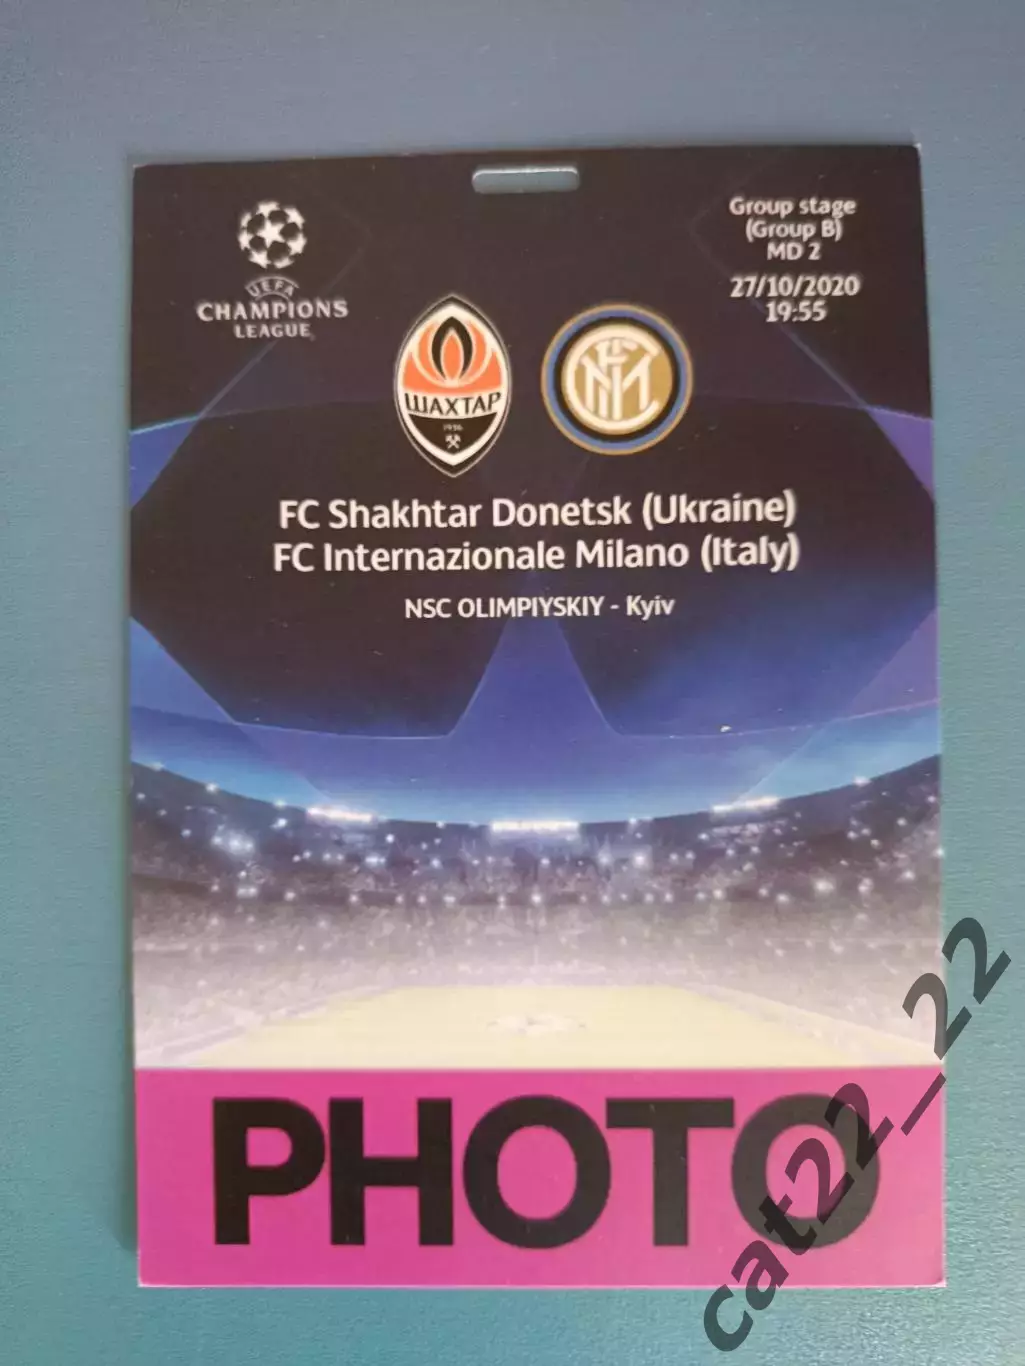 Group stage
(Group B)
MD 2
27/10/2020
19:55
UEFA
CHAMPIONS
LEAGUE
ШАХТАР
1936
FC Shakhtar Donetsk (Ukraine)
FC Internazionale Milano (Italy)
NSC OLIMPIYSKIY - Kyiv
PHOTO
cat22_22